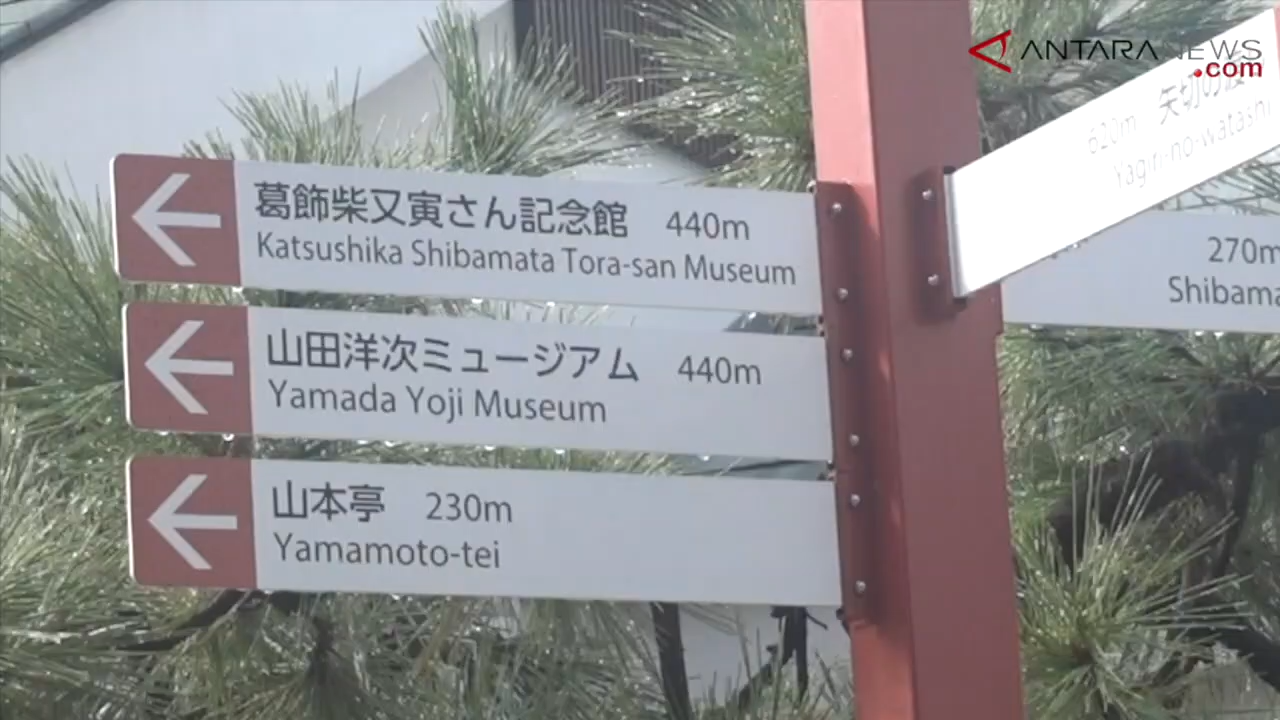 ANTARANEWS
.com
葛飾柴又寅さん記念館 440m
Katsushika Shibamata Tora-san Museum
山田洋次ミュージアム 440m
Yamada Yoji Museum
山本亭 230m
Yamamoto-tei
620m 矢切の渡
Yagiri-no-watashi
270m